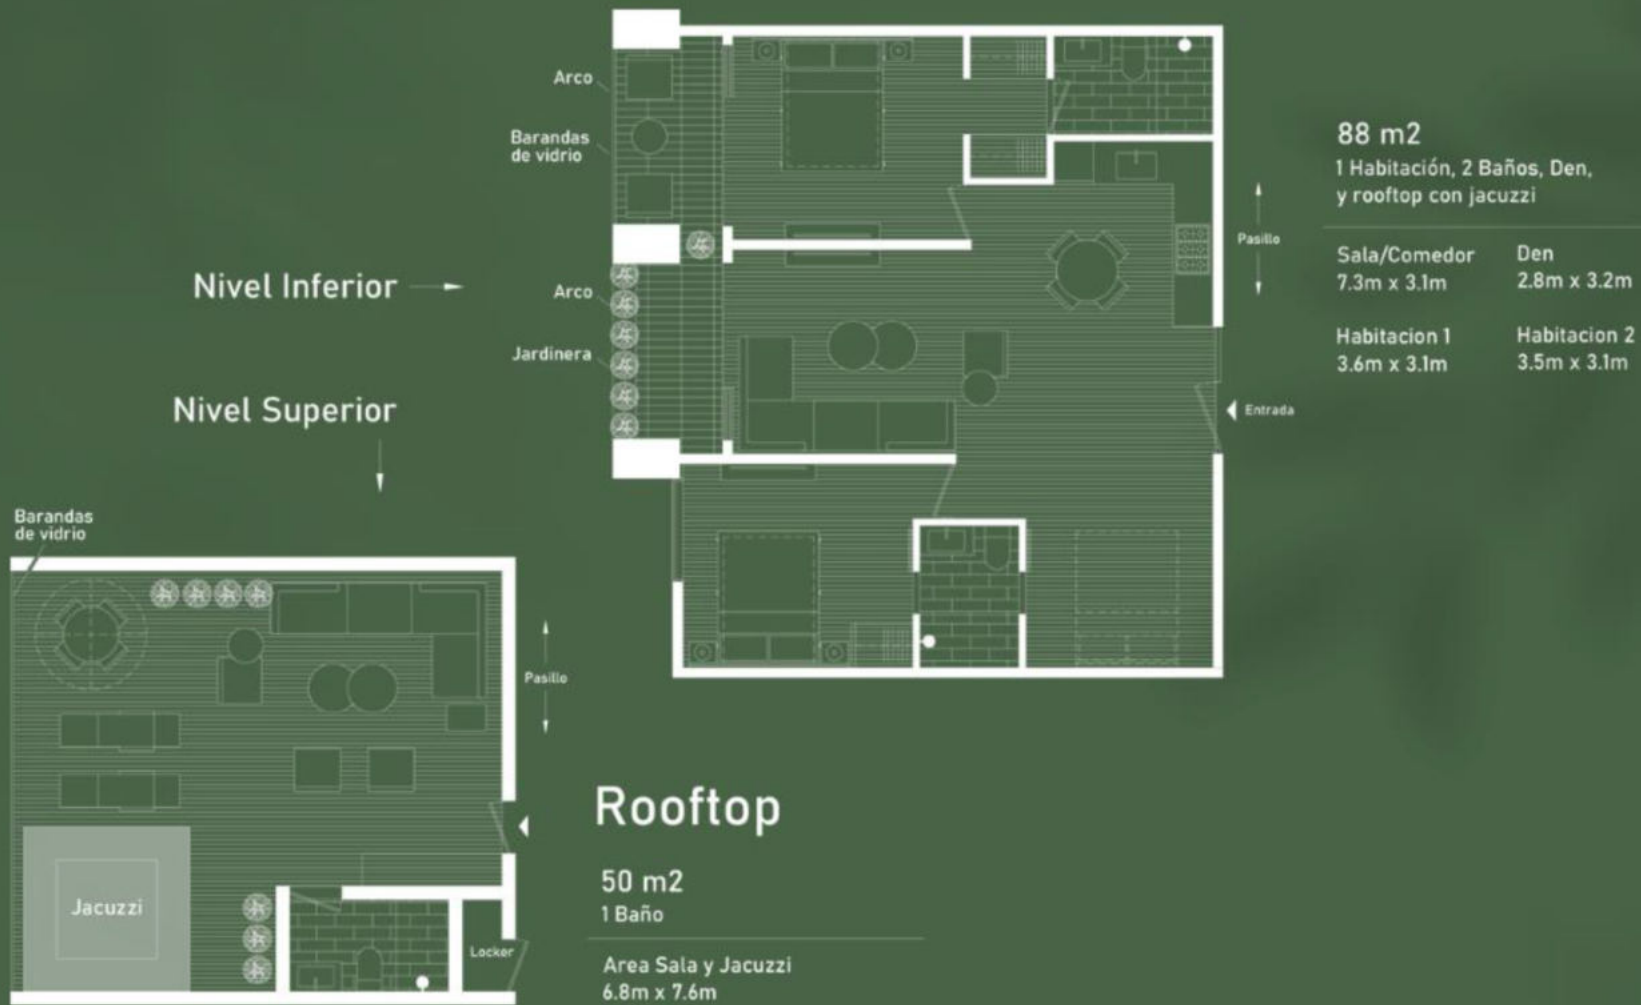 Arco
Barandas
de vidrio
Nivel Inferior
Arco
Jardinera
Nivel Superior
88 m2
1 Habitación, 2 Baños, Den,
y rooftop con jacuzzi
Pasillo
Sala/Comedor
7.3m x 3.1m
Den
2.8m x 3.2m
Habitacion 1
3.6m x 3.1m
Habitacion 2
3.5m x 3.1m
Entrada
Barandas
de vidrio
Pasillo
Jacuzzi
Locker
Rooftop
50 m2
1 Baño
Area Sala y Jacuzzi
6.8m x 7.6m